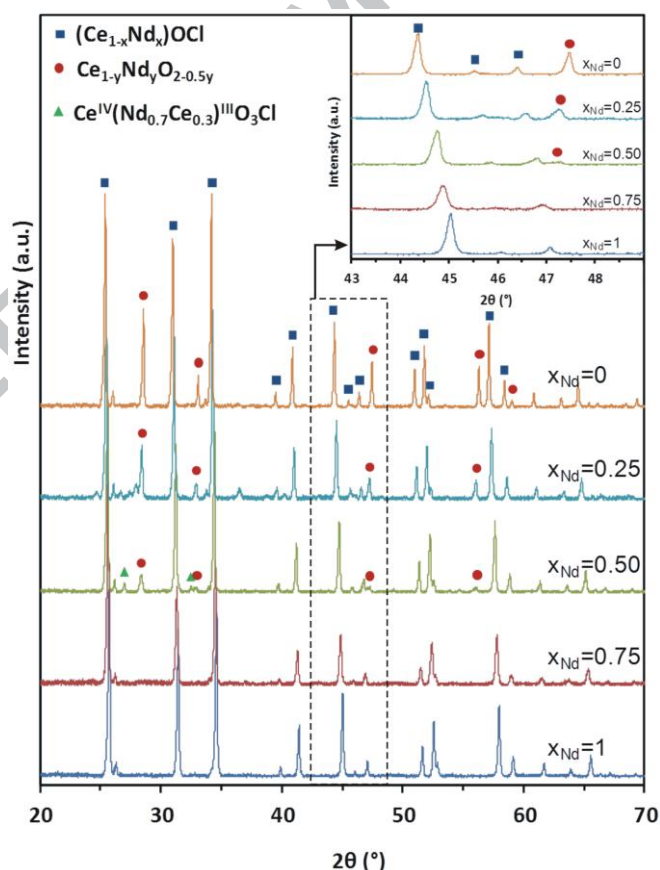 (Ce1-xNdx)OCl
Ce1-yNdyO2-0.5y
CeIV(Nd0.7Ce0.3)IIIO3Cl
Intensity (a.u.)
xNd=0
xNd=0.25
xNd=0.50
xNd=0.75
xNd=1
43 44 45 46 47 48
2θ (°)
Intensity (a.u.)
xNd=0
xNd=0.25
xNd=0.50
xNd=0.75
xNd=1
20 30 40 50 60 70
2θ (°)